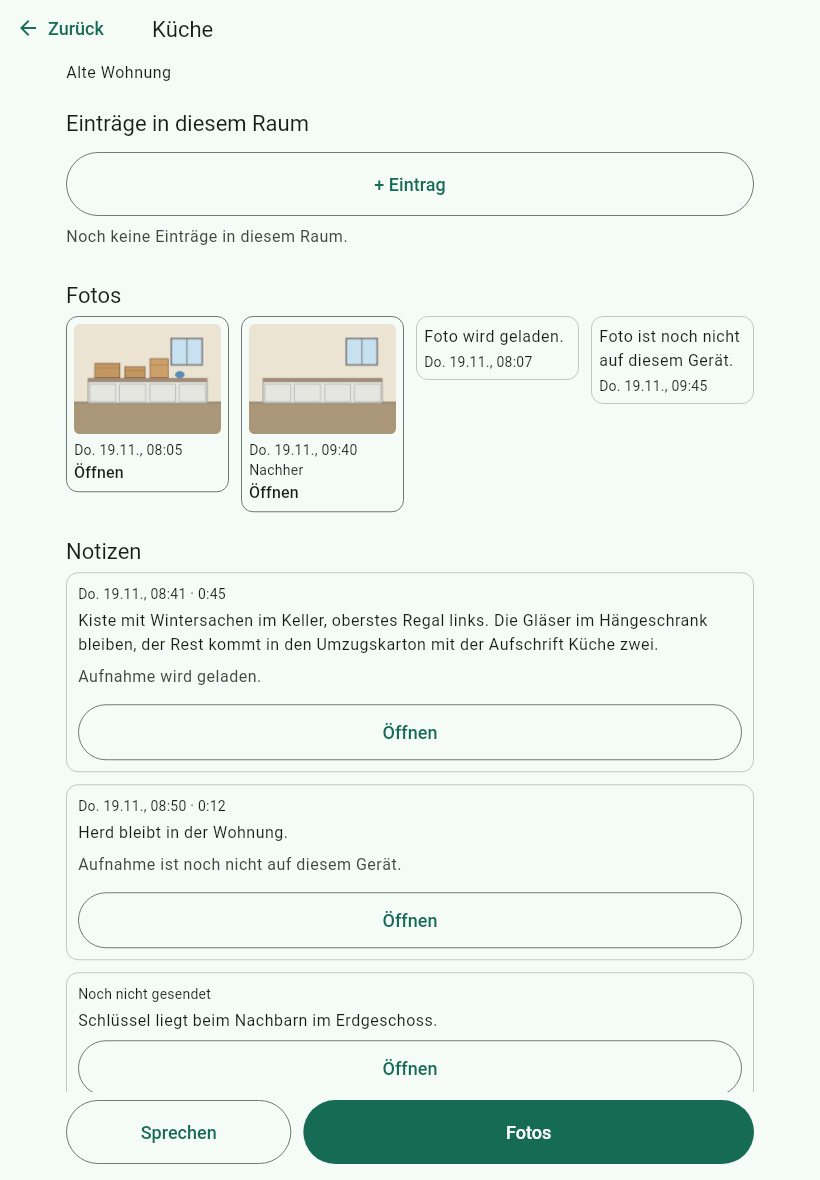 Zurück
Küche
Alte Wohnung
Einträge in diesem Raum
+ Eintrag
Noch keine Einträge in diesem Raum.
Fotos
Do. 19.11., 08:05
Öffnen
Do. 19.11., 09:40
Nachher
Öffnen
Foto wird geladen.
Do. 19.11., 08:07
Foto ist noch nicht
auf diesem Gerät.
Do. 19.11., 09:45
Notizen
Do. 19.11., 08:41 · 0:45
Kiste mit Wintersachen im Keller, oberstes Regal links. Die Gläser im Hängeschrank
bleiben, der Rest kommt in den Umzugskarton mit der Aufschrift Küche zwei.
Aufnahme wird geladen.
Öffnen
Do. 19.11., 08:50 · 0:12
Herd bleibt in der Wohnung.
Aufnahme ist noch nicht auf diesem Gerät.
Öffnen
Noch nicht gesendet
Schlüssel liegt beim Nachbarn im Erdgeschoss.
Öffnen
Sprechen
Fotos